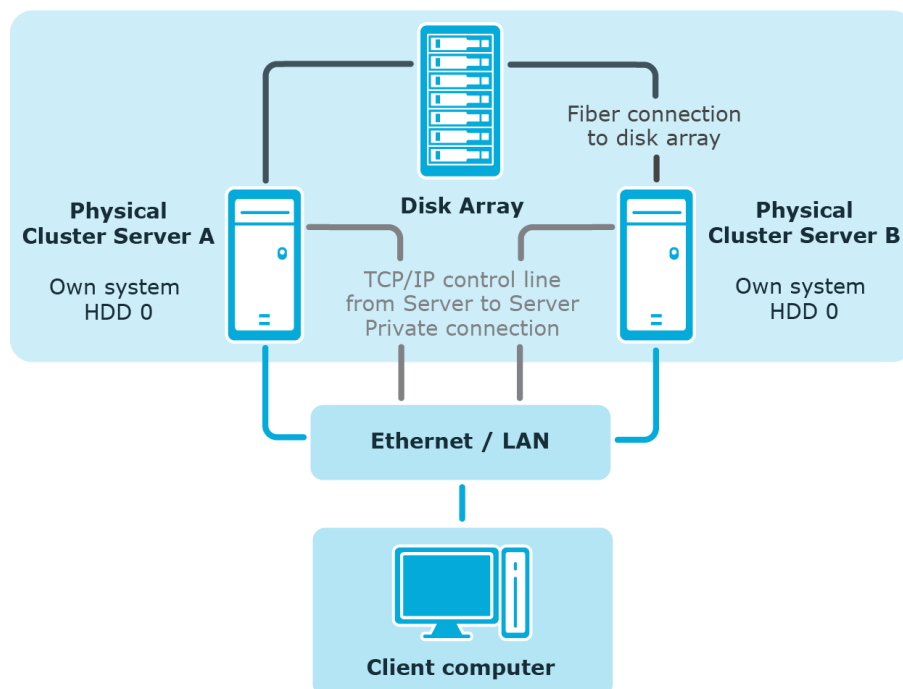 Fiber connection
to disk array
Disk Array
Physical
Cluster Server A
Own system
HDD 0
Physical
Cluster Server B
Own system
HDD 0
TCP/IP control line
from Server to Server
Private connection
Ethernet / LAN
Client computer